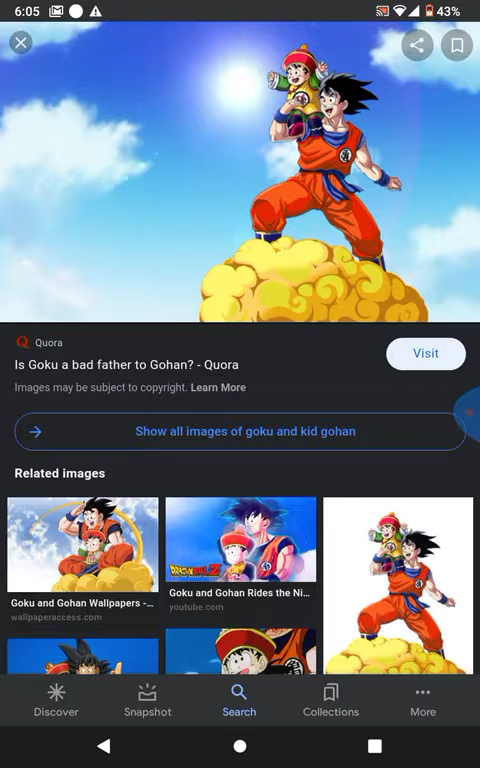 6:05
43%
Quora
Is Goku a bad father to Gohan? - Quora
Visit
Images may be subject to copyright. Learn More
Show all images of goku and kid gohan
Related images
DRAGON BALL Z
Goku and Gohan Wallpapers -...
wallpaperaccess.com
Goku and Gohan Rides the Ni...
youtube.com
Discover
Snapshot
Search
Collections
More